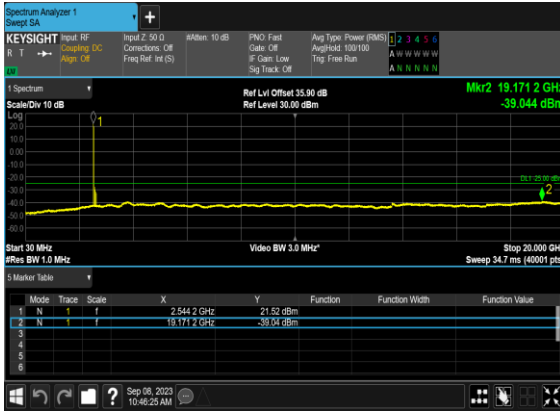 Spectrum Analyzer 1
Swept SA
+
KEYSIGHT Input: RF Input Z: 50 Ω #Atten: 10 dB PNO: Fast Avg Type: Power (RMS) 1 2 3 4 5 6
R T Coupling: DC Corrections: Off Gate: Off Avg|Hold: 100/100 A W W W W W
Align: Off Freq Ref: Int (S) IF Gain: Low Trig: Free Run
Sig Track: Off A N N N N N
1 Spectrum Ref Lvl Offset 35.90 dB Mkr2 19.171 2 GHz
Scale/Div 10 dB Ref Level 30.00 dBm -39.044 dBm
Log
20.0
1
10.0
0.00
-10.0
-20.0
DL1 -25.00 dBm
-30.0
2
-40.0
-50.0
-60.0
Start 30 MHz Video BW 3.0 MHz* Stop 20.000 GHz
#Res BW 1.0 MHz Sweep 34.7 ms (40001 pts)
5 Marker Table
Mode Trace Scale X Y Function Function Width Function Value
1 N 1 f 2.544 2 GHz 21.52 dBm
2 N 1 f 19.171 2 GHz -39.04 dBm
3
4
5
6
? Sep 08, 2023
10:46:25 AM